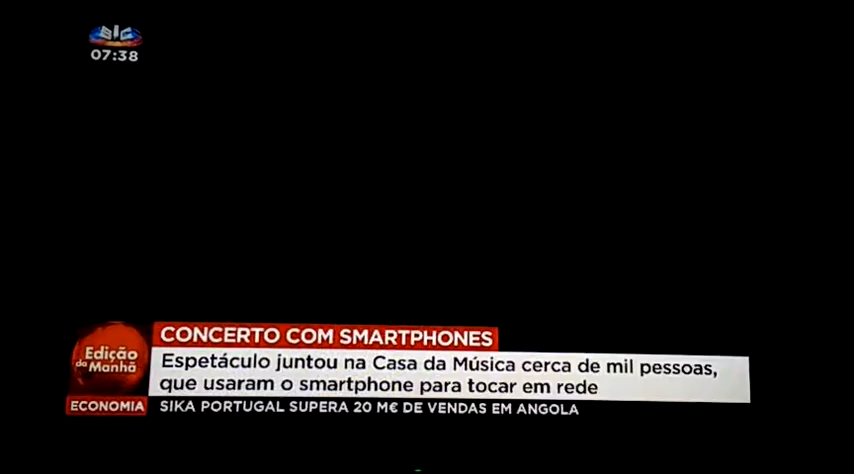 SIC
07:38
CONCERTO COM SMARTPHONES
Edição
da Manhã
Espetáculo juntou na Casa da Música cerca de mil pessoas,
que usaram o smartphone para tocar em rede
ECONOMIA SIKA PORTUGAL SUPERA 20 M€ DE VENDAS EM ANGOLA